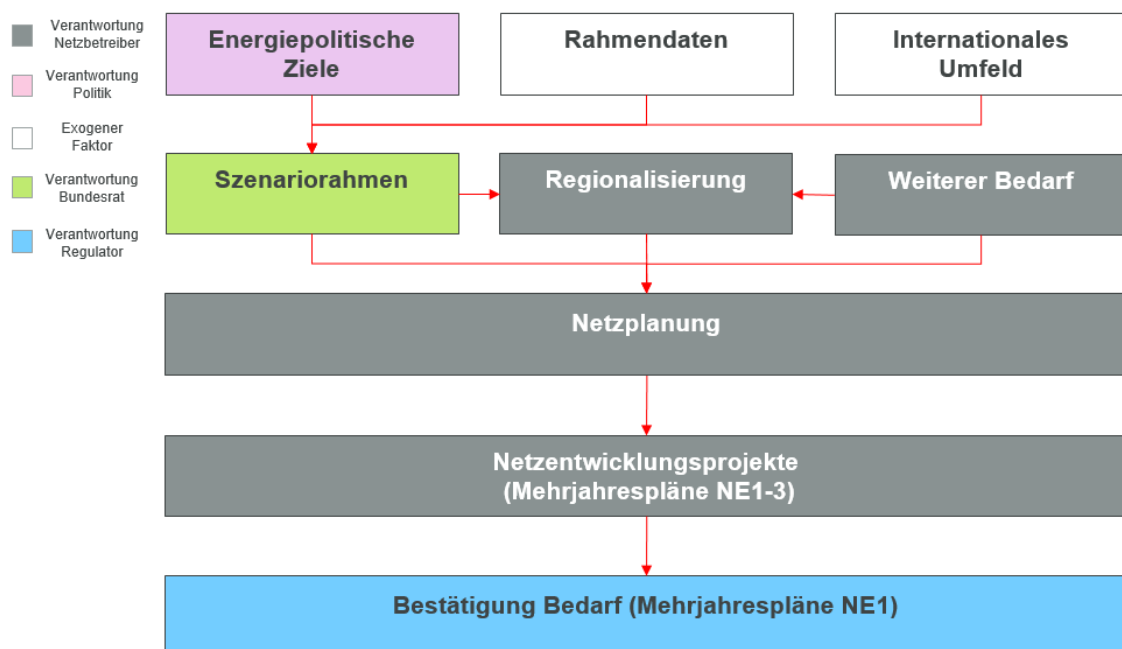 Verantwortung
Netzbetreiber
Verantwortung
Politik
Exogener
Faktor
Verantwortung
Bundesrat
Verantwortung
Regulator
Energiepolitische
Ziele
Rahmendaten
Internationales
Umfeld
Szenariorahmen
Regionalisierung
Weiterer Bedarf
Netzplanung
Netzentwicklungsprojekte
(Mehrjahrespläne NE1-3)
Bestätigung Bedarf (Mehrjahrespläne NE1)